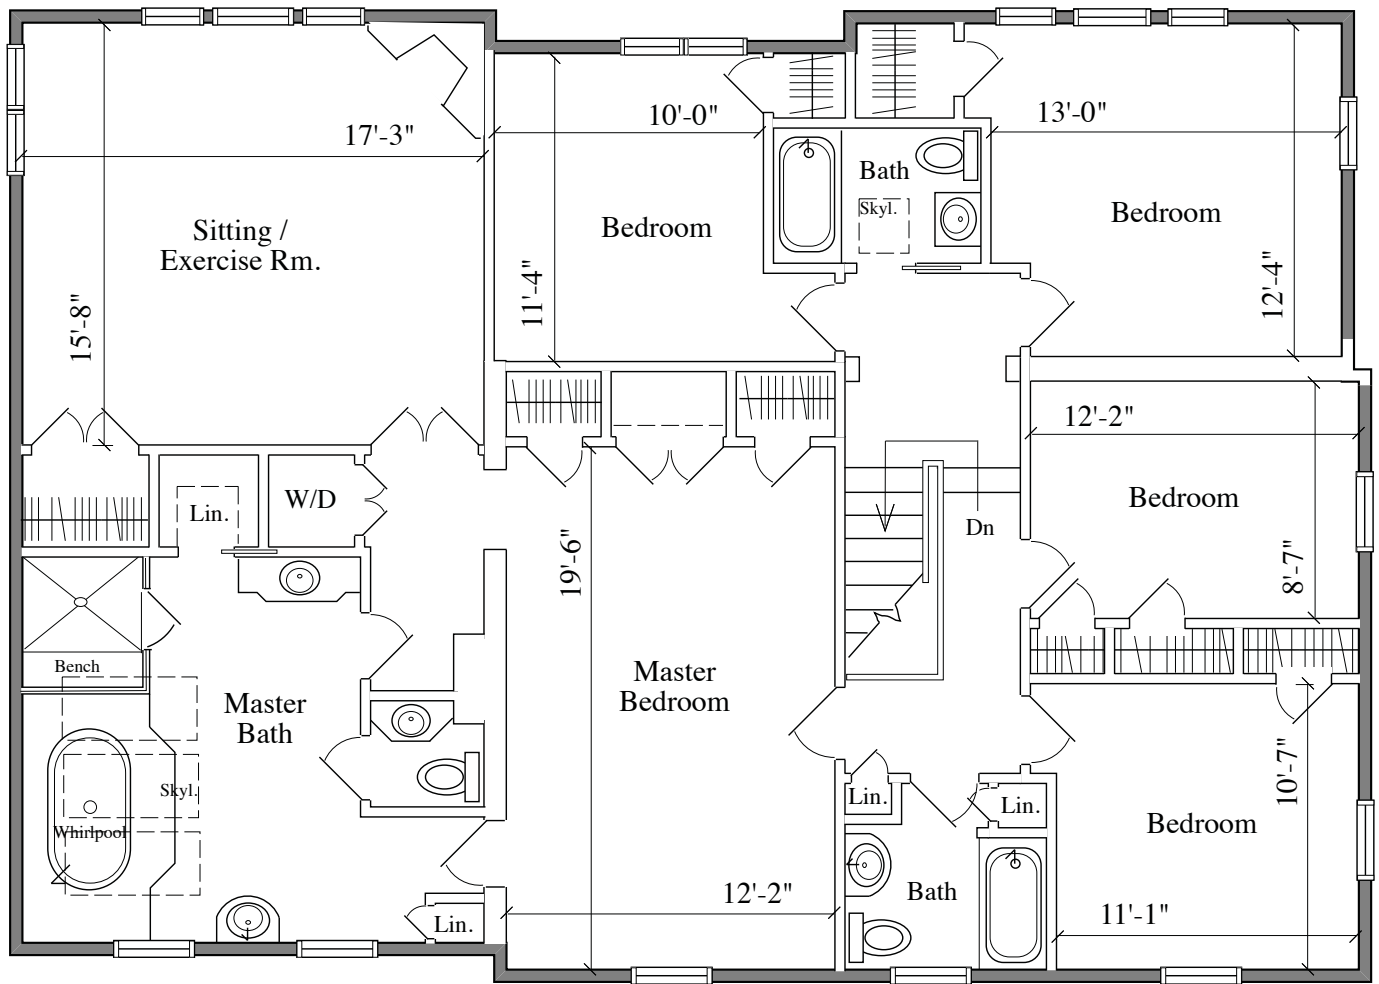 17'-3"
10'-0"
13'-0"
Bath
Skyl.
Sitting /
Exercise Rm.
Bedroom
Bedroom
15'-8"
11'-4"
12'-4"
12'-2"
W/D
Lin.
Dn
Bedroom
19'-6"
8'-7"
Bench
Master
Bath
Master
Bedroom
Skyl.
Whirlpool
10'-7"
Lin.
Lin.
Bedroom
12'-2"
Bath
11'-1"
Lin.